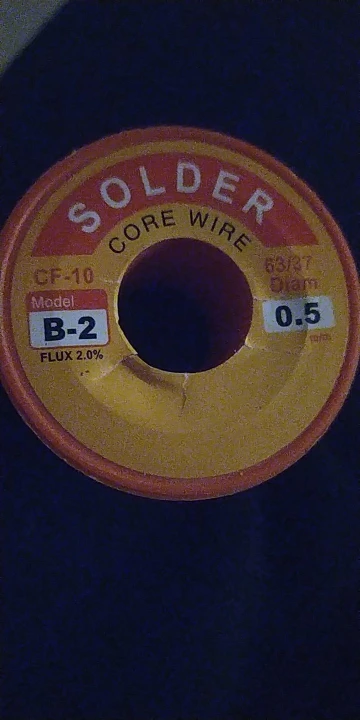 SOLDER
CORE WIRE
CF-10
Model
B-2
FLUX 2.0%
63/37
Diam
0.5